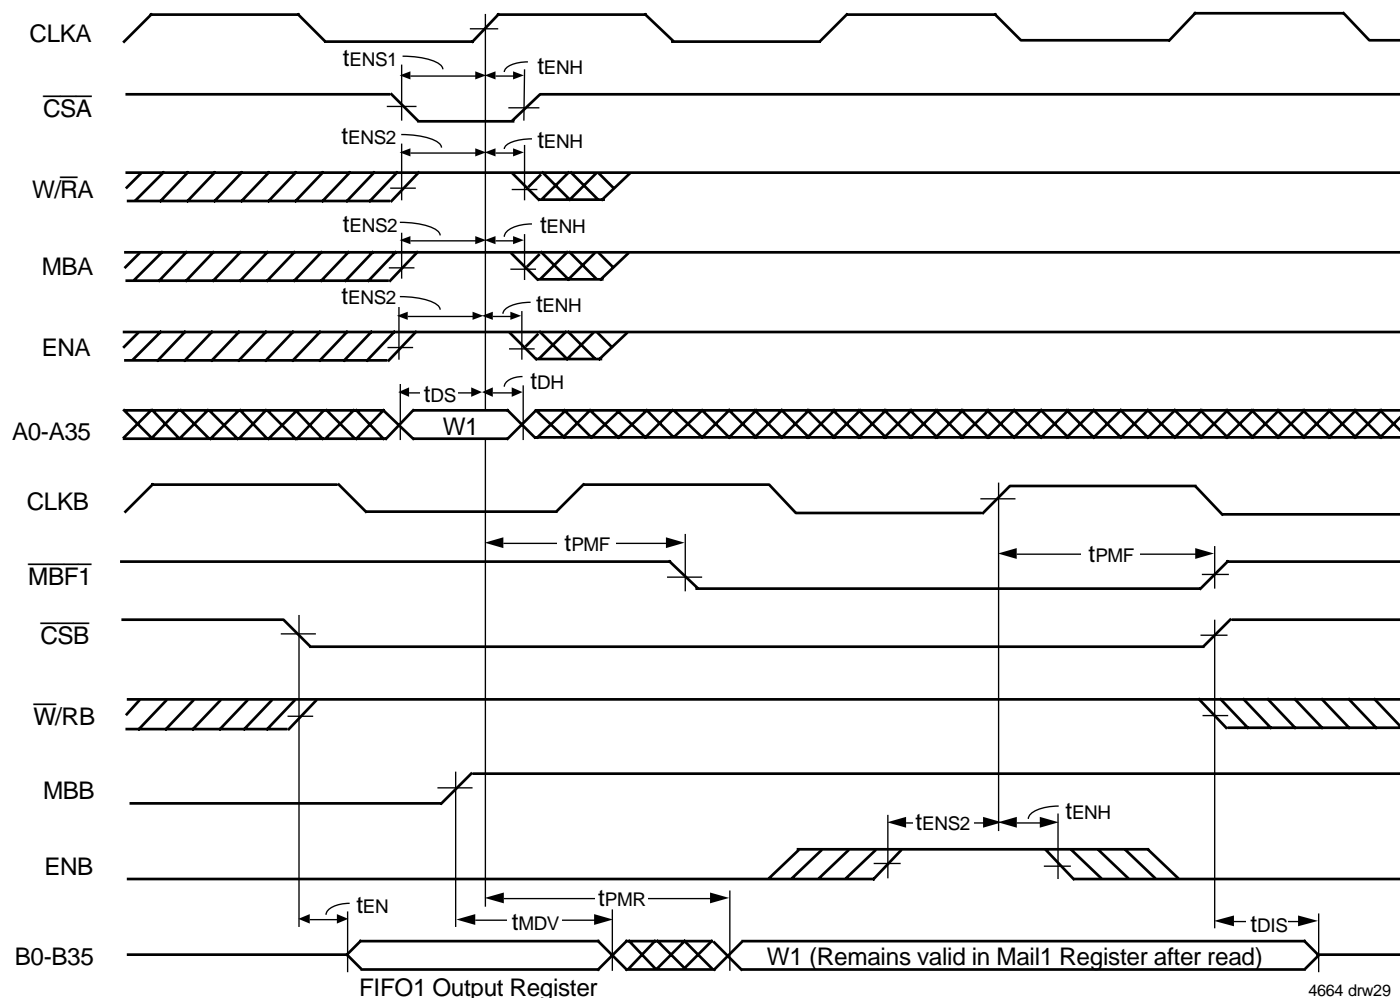 CLKA
tENS1
tENH
CSA
tENS2
tENH
W/RA
tENS2
tENH
MBA
tENS2
tENH
ENA
tDS
tDH
A0-A35
W1
CLKB
tPMF
tPMF
MBF1
CSB
W/RB
MBB
tENS2
tENH
ENB
tPMR
tEN
tMDV
tDIS
B0-B35
W1 (Remains valid in Mail1 Register after read)
FIFO1 Output Register
4664 drw29